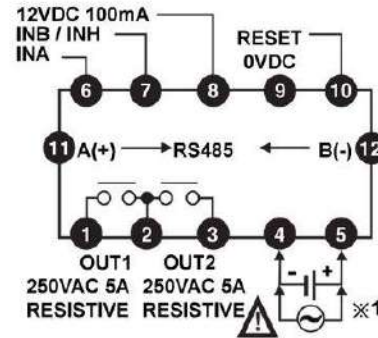 12VDC 100mA
INB / INH
INA
RESET
0VDC
6 7 8 9 10
11 A(+) RS485 B(-) 12
1 2 3 4 5
OUT1 OUT2
250VAC 5A 250VAC 5A
RESISTIVE RESISTIVE
- +
! ※1